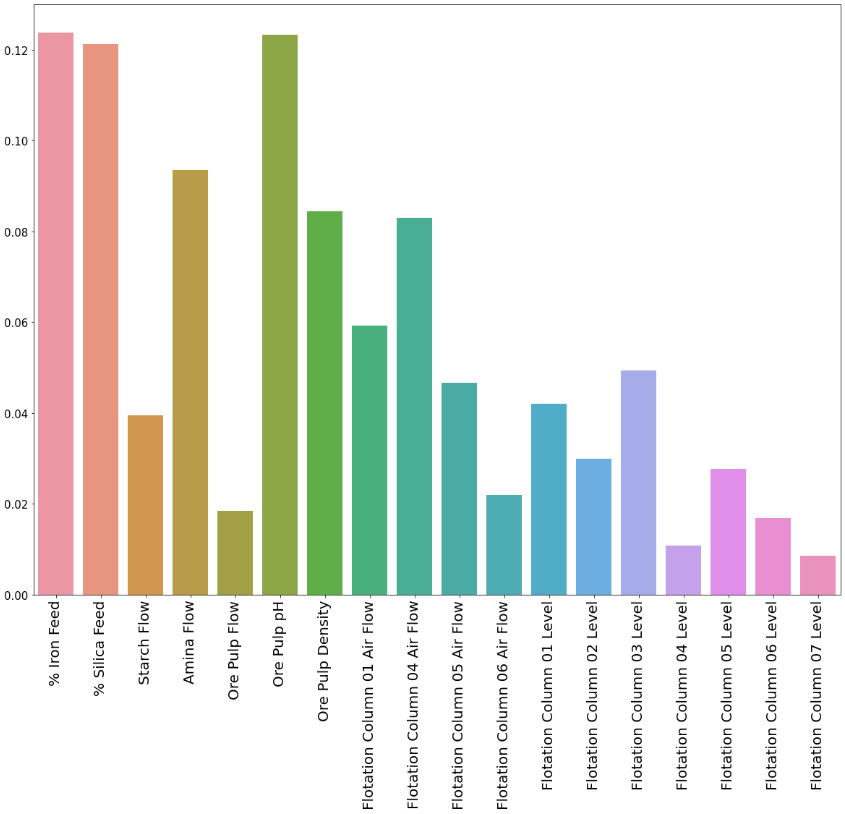 0.12
0.10
0.08
0.06
0.04
0.02
0.00
% Iron Feed
% Silica Feed
Starch Flow
Amina Flow
Ore Pulp Flow
Ore Pulp pH
Ore Pulp Density
Flotation Column 01 Air Flow
Flotation Column 04 Air Flow
Flotation Column 05 Air Flow
Flotation Column 06 Air Flow
Flotation Column 01 Level
Flotation Column 02 Level
Flotation Column 03 Level
Flotation Column 04 Level
Flotation Column 05 Level
Flotation Column 06 Level
Flotation Column 07 Level